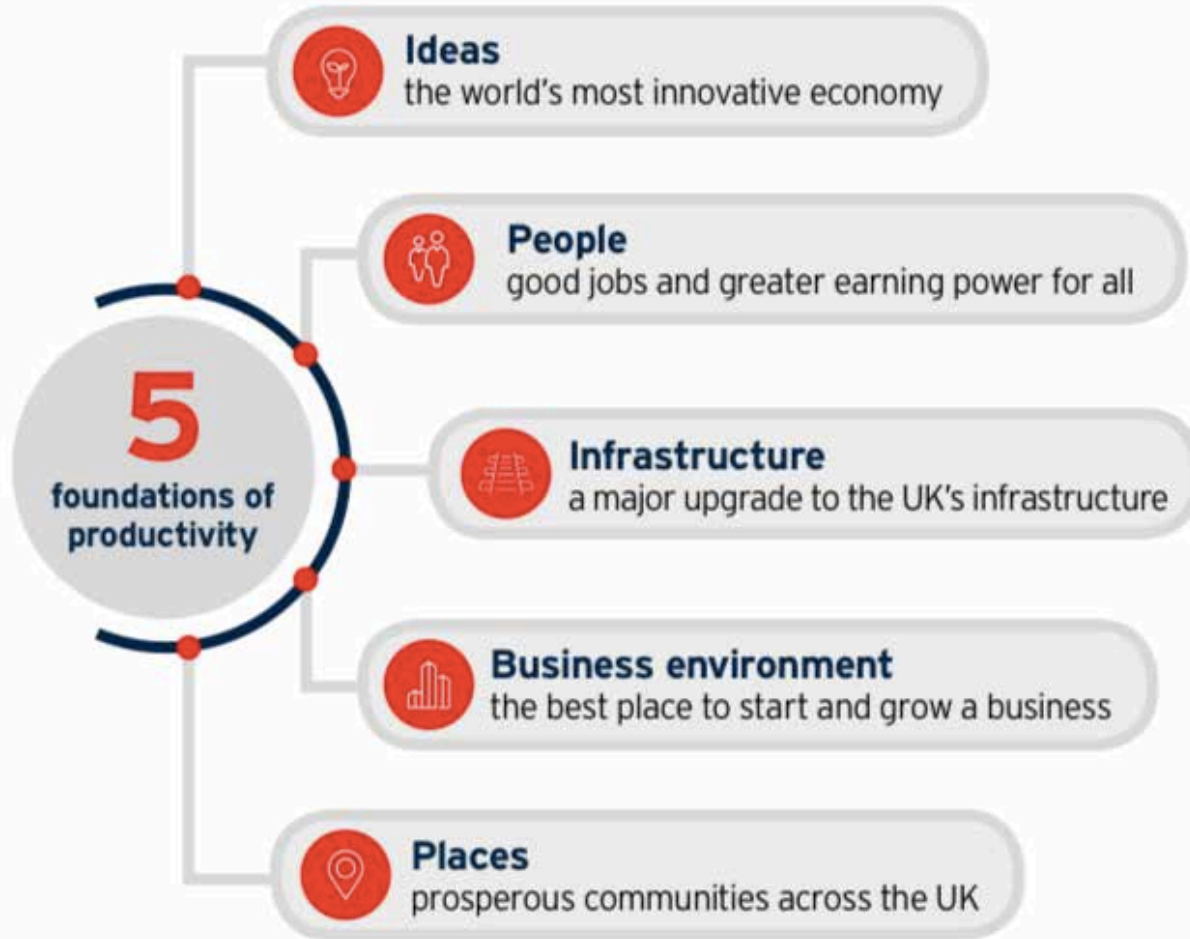 Ideas
the world's most innovative economy
People
good jobs and greater earning power for all
5
foundations of
productivity
Infrastructure
a major upgrade to the UK's infrastructure
Business environment
the best place to start and grow a business
Places
prosperous communities across the UK